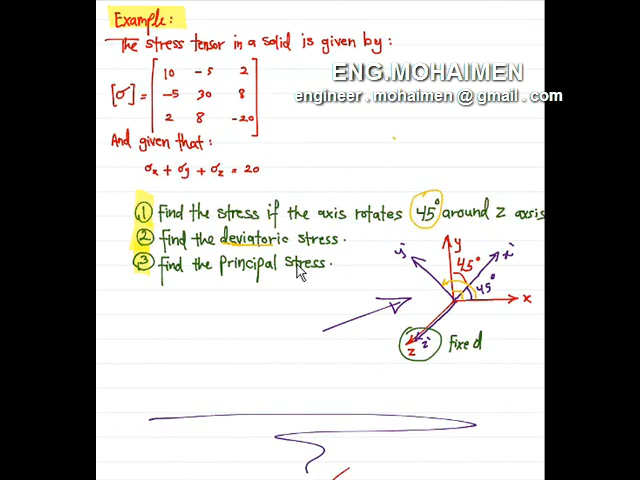 Example:
The stress tensor in a solid is given by:
ENG.MOHAIMEN
engineer . mohaimen @ gmail . com
[σ] = [10 -5 2
-5 30 8
2 8 -20]
And given that:
σx + σy + σz = 20
① Find the stress if the axis rotates 45° around z axsis
② Find the deviatoric stress.
③ Find the principal stress.
y
y'
x'
45°
45°
x
z
z'
Fixed